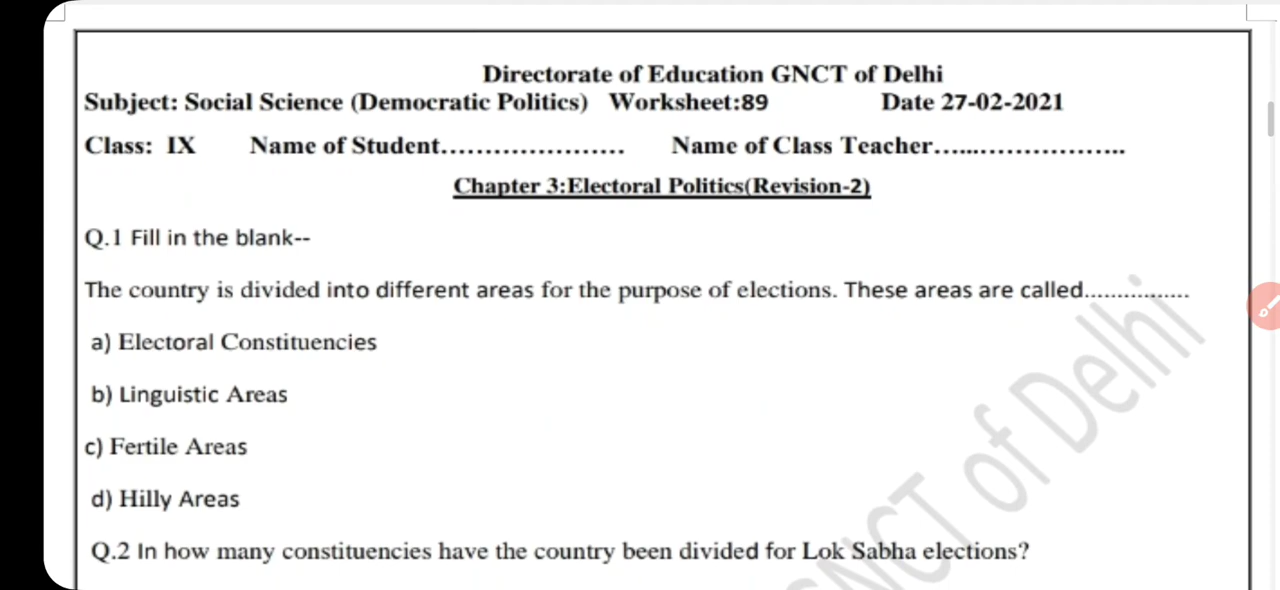 Directorate of Education GNCT of Delhi
Subject: Social Science (Democratic Politics) Worksheet:89 Date 27-02-2021
Class: IX Name of Student..................... Name of Class Teacher........................
Chapter 3:Electoral Politics(Revision-2)
Q.1 Fill in the blank--
The country is divided into different areas for the purpose of elections. These areas are called................
a) Electoral Constituencies
b) Linguistic Areas
c) Fertile Areas
d) Hilly Areas
Q.2 In how many constituencies have the country been divided for Lok Sabha elections?
GNCT of Delhi